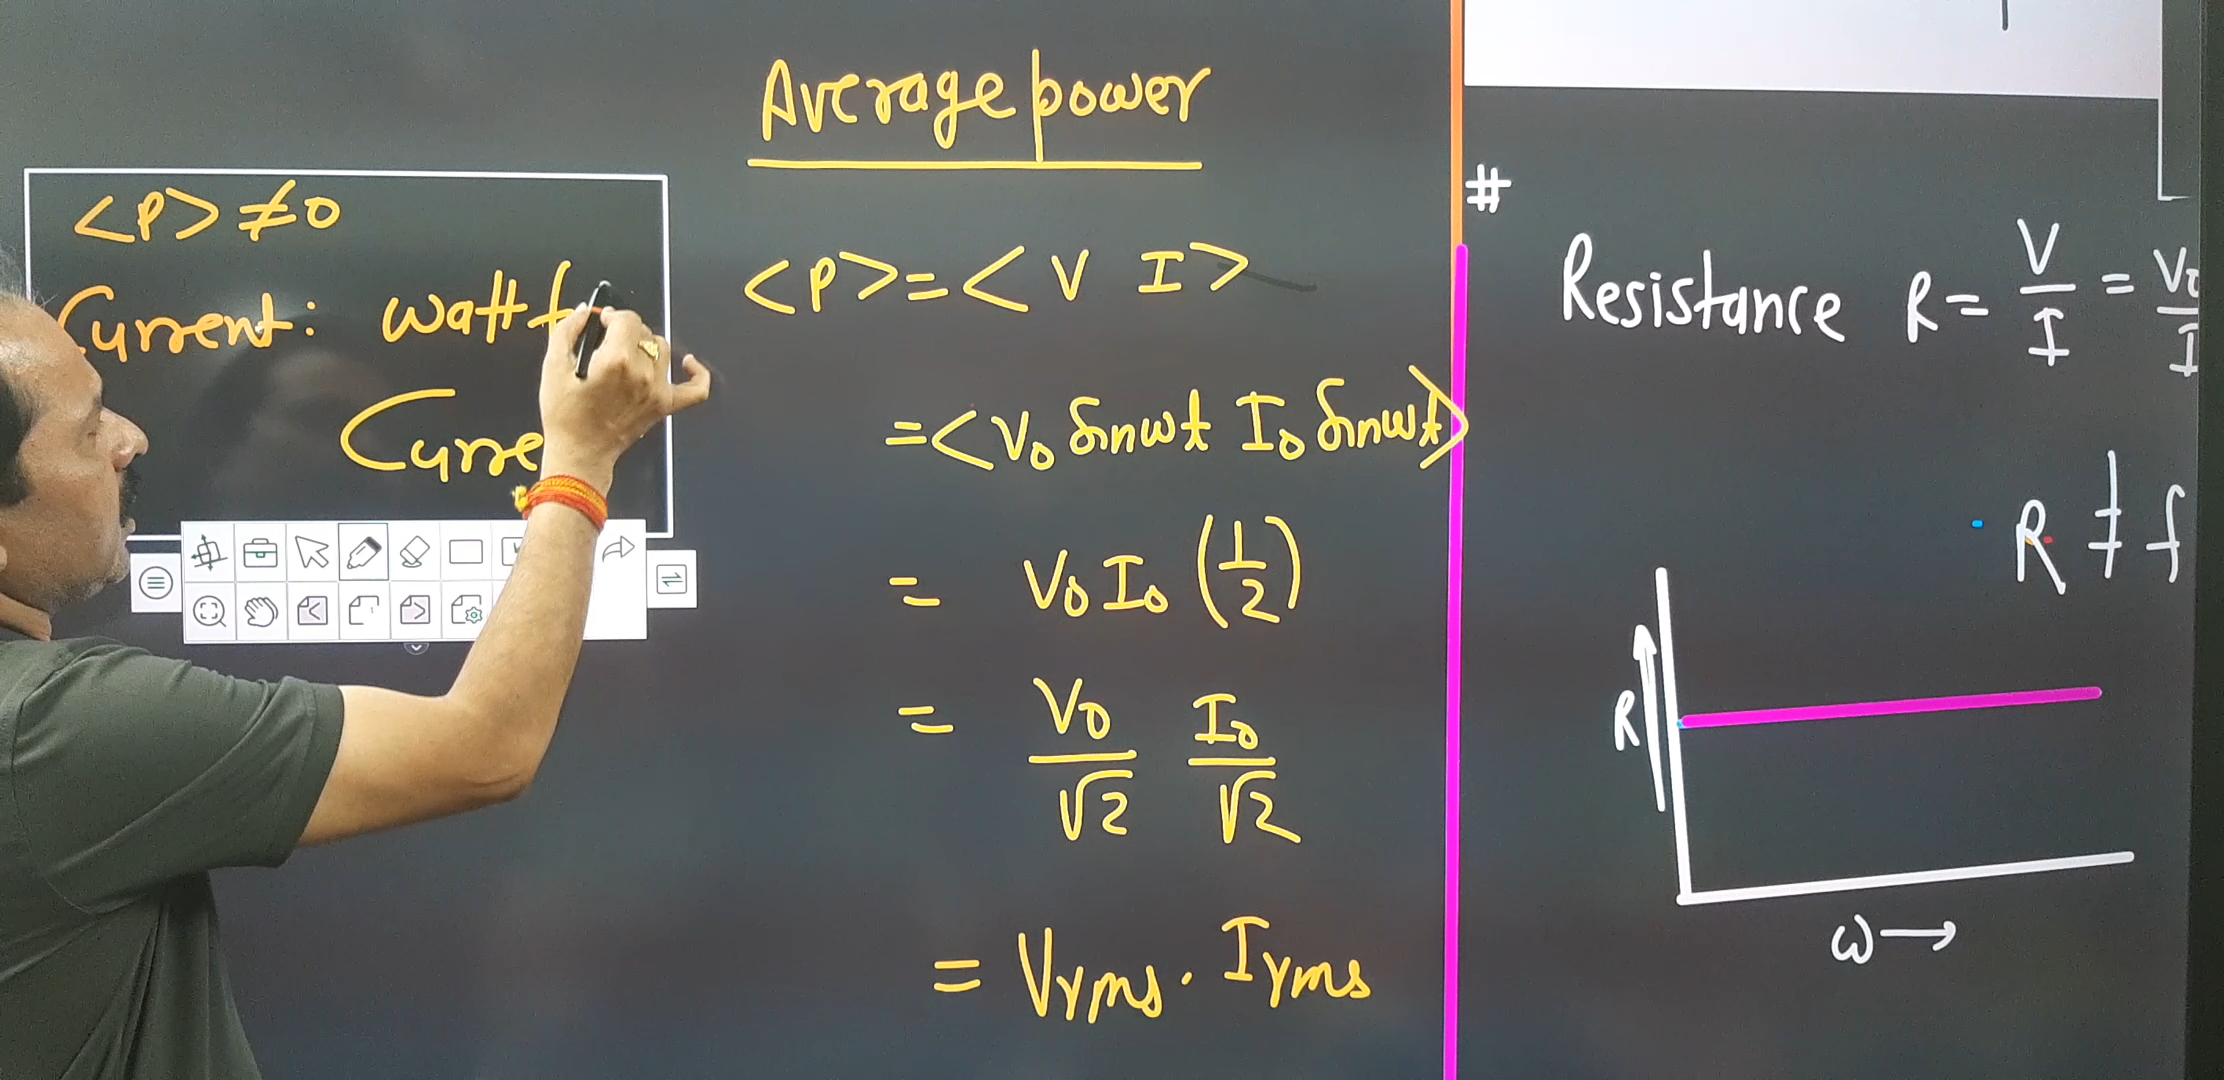 Average power
<P> ≠ 0
Current: watt f
Curre
<P> = < V I >
= < V₀ sinωt I₀ sinωt >
= V₀ I₀ (1/2)
= V₀/√2 I₀/√2
= Vrms · Irms
#
Resistance R = V/I = V₀/I
R ≠ f
R
ω →